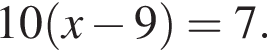 10(x − 9) = 7.